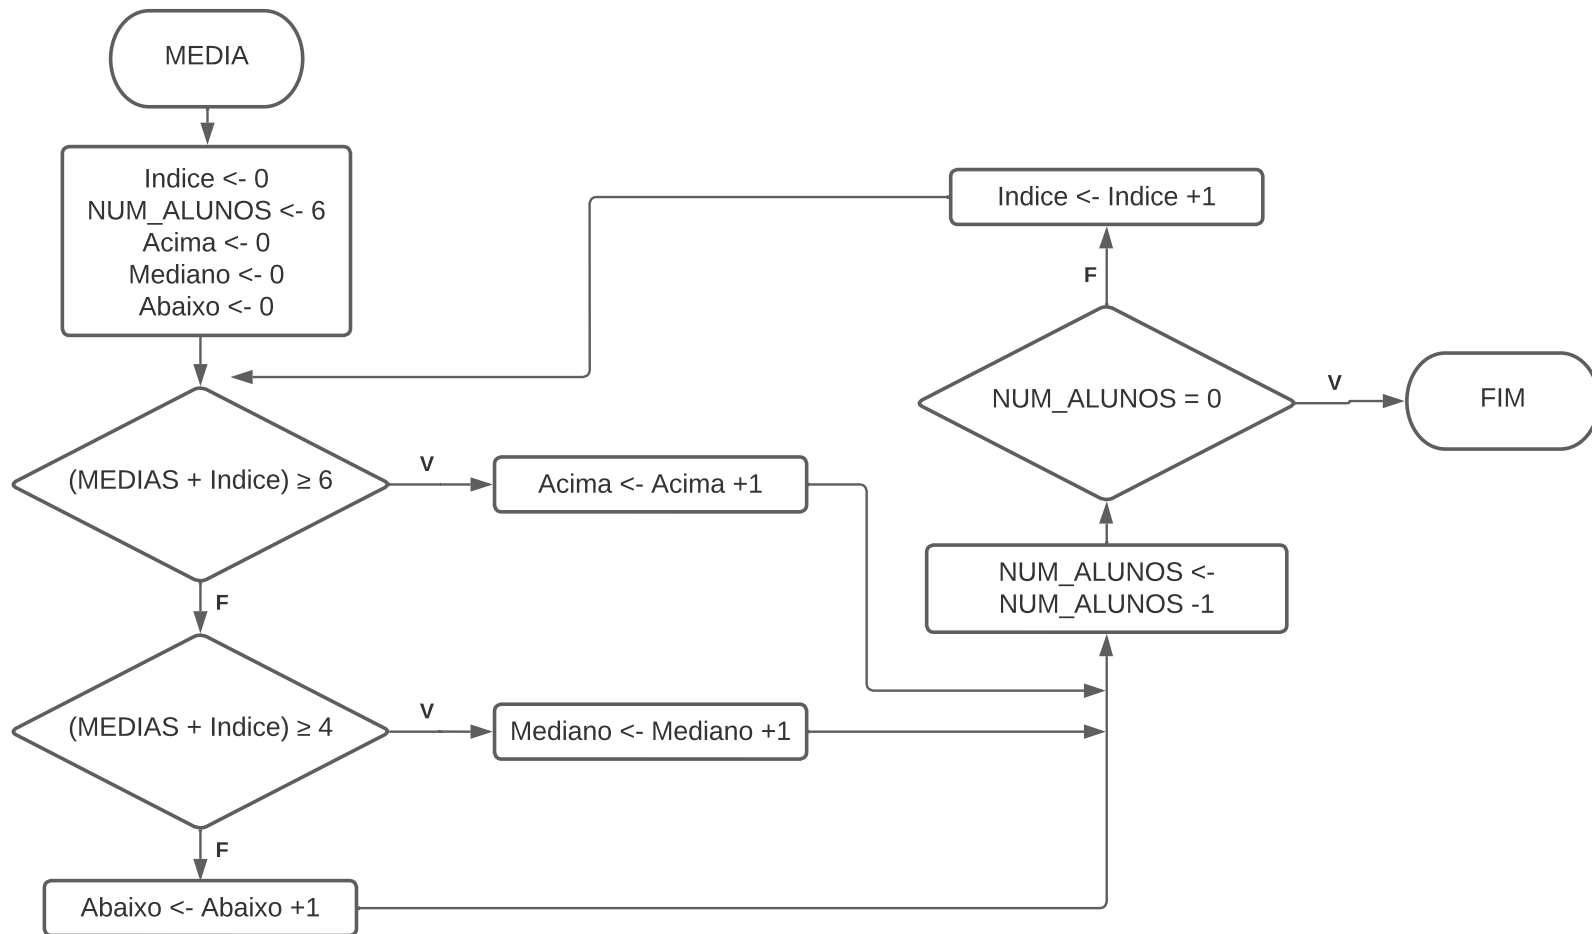 MEDIA
Indice <- 0
NUM_ALUNOS <- 6
Acima <- 0
Mediano <- 0
Abaixo <- 0
(MEDIAS + Indice) ≥ 6
V
Acima <- Acima +1
F
(MEDIAS + Indice) ≥ 4
V
Mediano <- Mediano +1
F
Abaixo <- Abaixo +1
NUM_ALUNOS <-
NUM_ALUNOS -1
NUM_ALUNOS = 0
F
Indice <- Indice +1
V
FIM